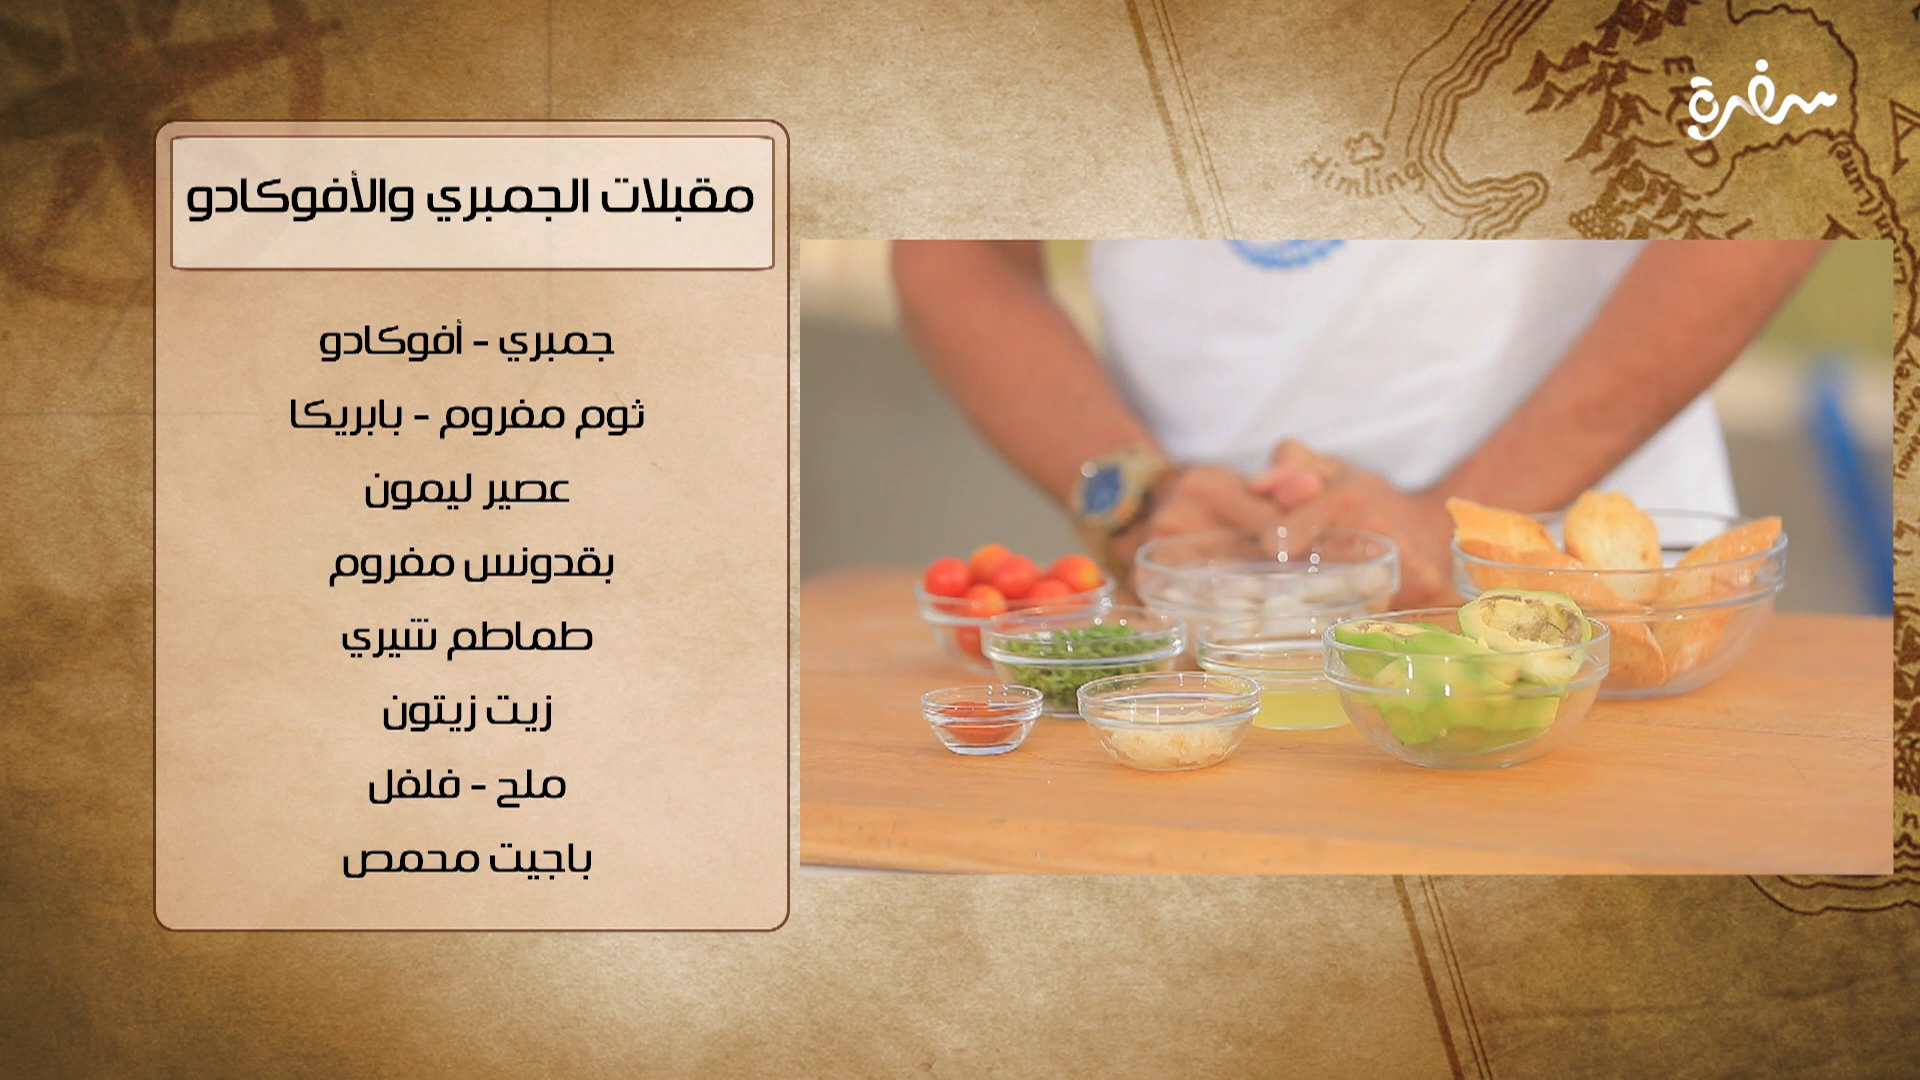 سفرة
مقبلات الجمبري والأفوكادو
جمبري - أفوكادو
ثوم مفروم - بابريكا
عصير ليمون
بقدونس مفروم
طماطم شيري
زيت زيتون
ملح - فلفل
باجيت محمص
Himling